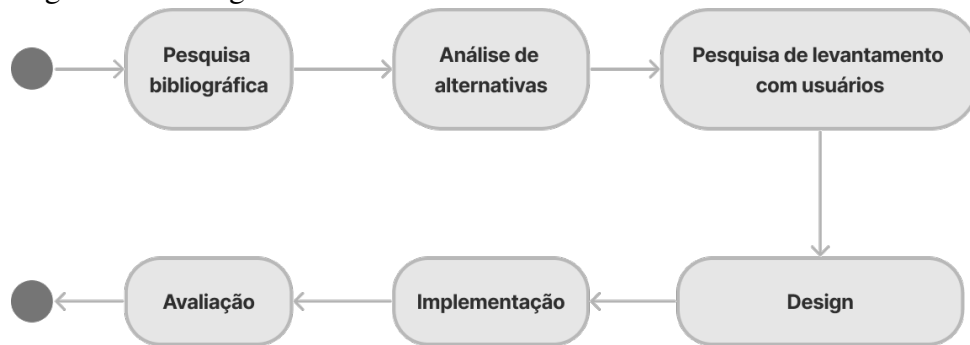 Pesquisa
bibliográfica
Análise de
alternativas
Pesquisa de levantamento
com usuários
Avaliação
Implementação
Design